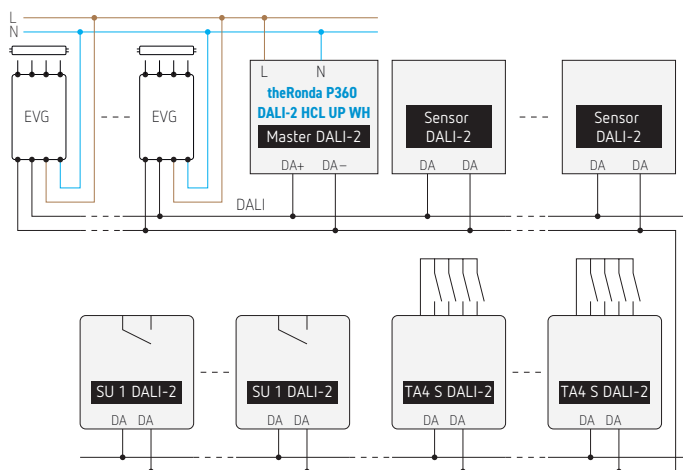 L
N
EVG
EVG
L N
theRonda P360
DALI-2 HCL UP WH
Master DALI-2
DA+ DA−
Sensor
DALI-2
DA DA
Sensor
DALI-2
DA DA
DALI
SU 1 DALI-2
DA DA
SU 1 DALI-2
DA DA
TA4 S DALI-2
DA DA
TA4 S DALI-2
DA DA